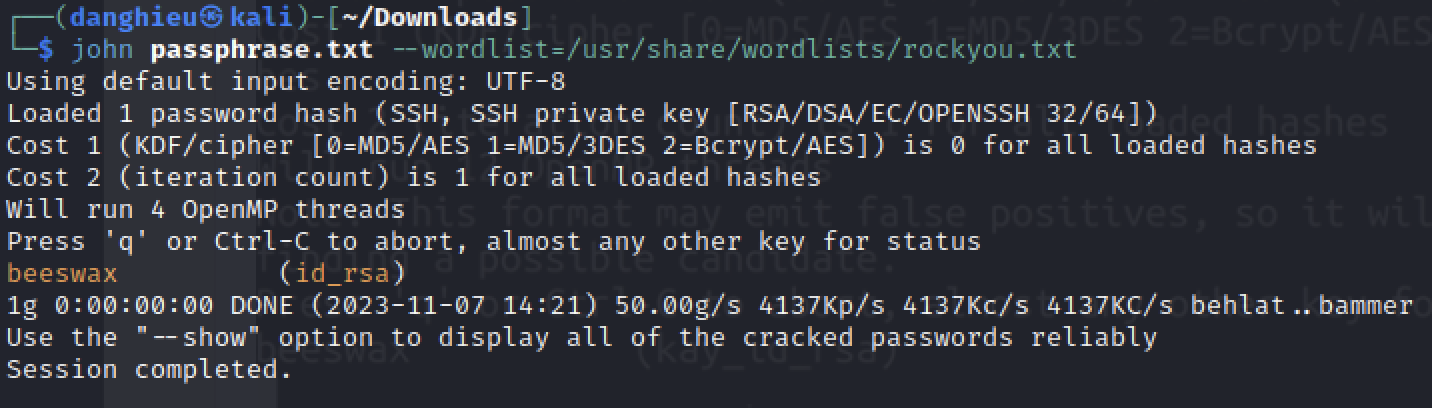 ┌──(danghieu㉿kali)-[~/Downloads]
└─$ john passphrase.txt --wordlist=/usr/share/wordlists/rockyou.txt
Using default input encoding: UTF-8
Loaded 1 password hash (SSH, SSH private key [RSA/DSA/EC/OPENSSH 32/64])
Cost 1 (KDF/cipher [0=MD5/AES 1=MD5/3DES 2=Bcrypt/AES]) is 0 for all loaded hashes
Cost 2 (iteration count) is 1 for all loaded hashes
Will run 4 OpenMP threads
Press 'q' or Ctrl-C to abort, almost any other key for status
beeswax          (id_rsa)
1g 0:00:00:00 DONE (2023-11-07 14:21) 50.00g/s 4137Kp/s 4137Kc/s 4137KC/s behlat..bammer
Use the "--show" option to display all of the cracked passwords reliably
Session completed.